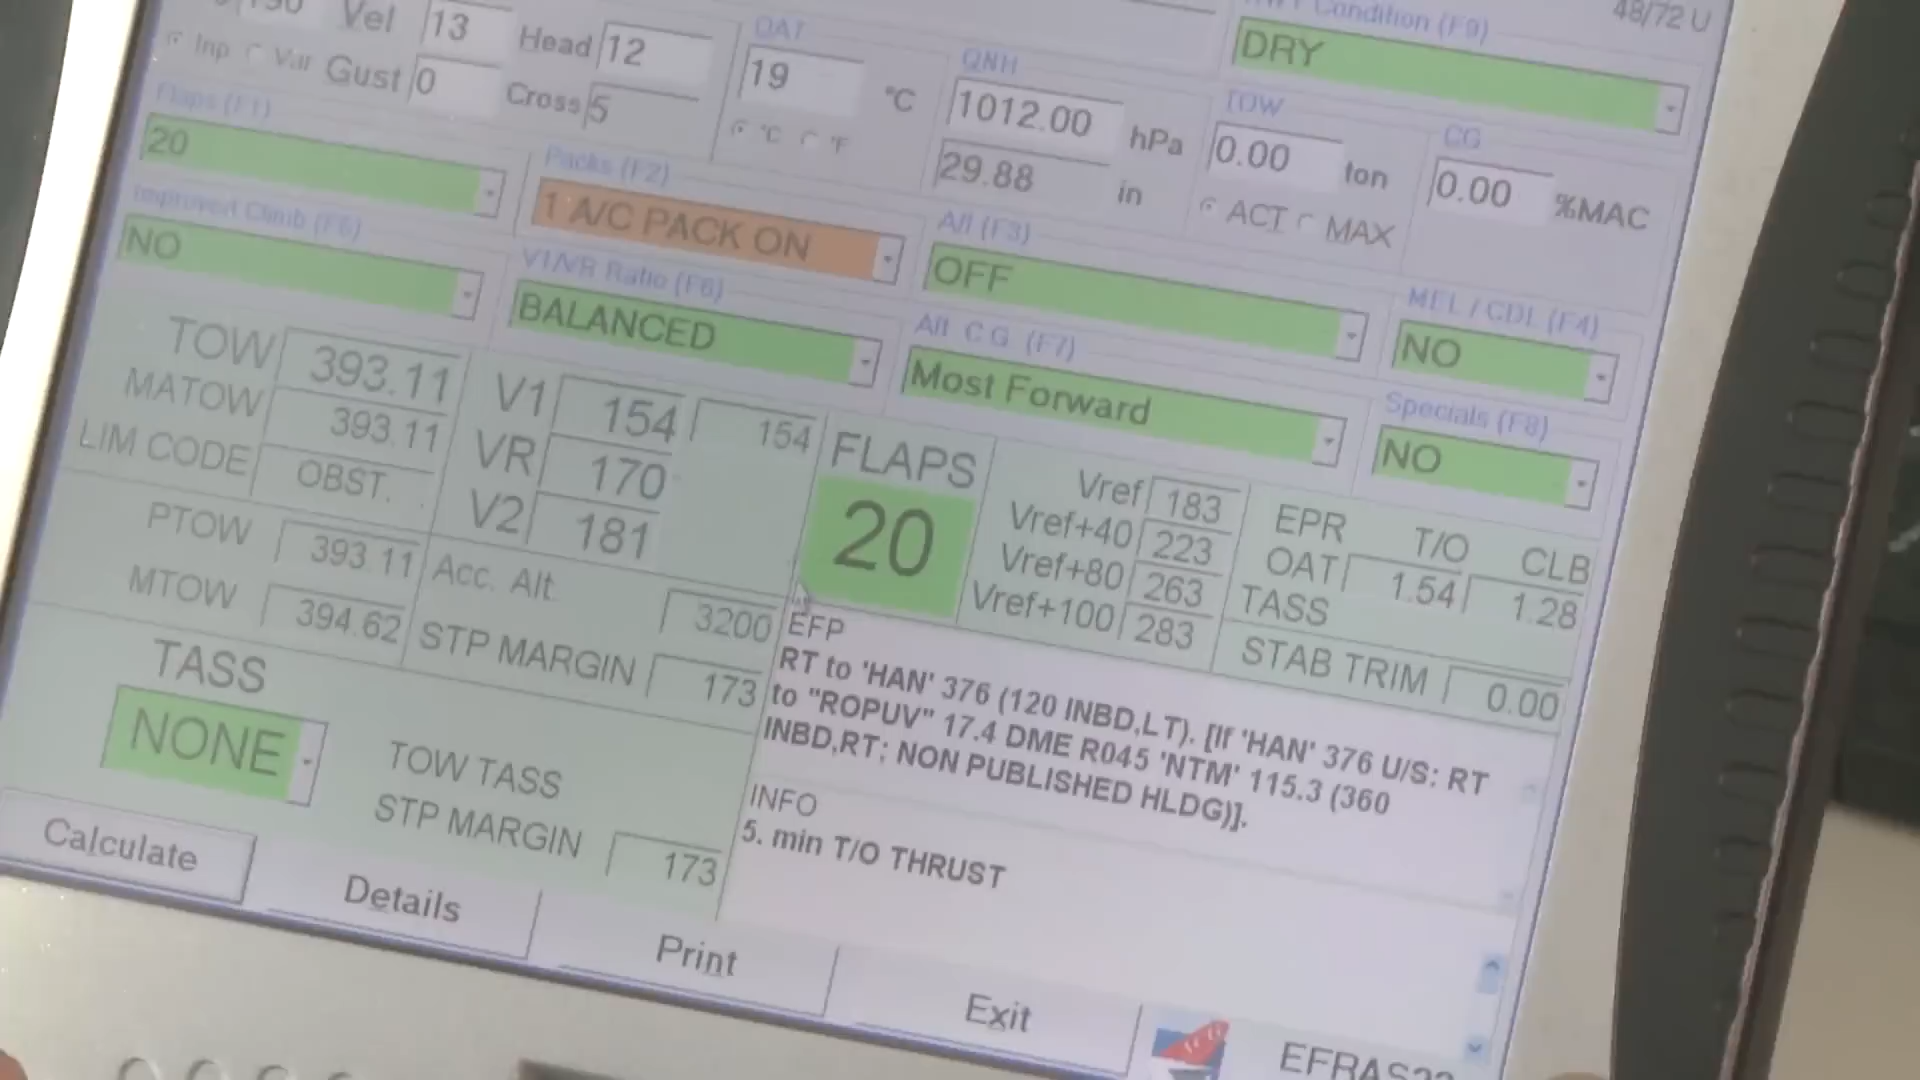 Condition (F9)
48/72 U
Vel 13 Head 12
OAT
19 °C
QNH
1012.00 hPa
29.88 in
DRY
Inp Var Gust 0 Cross 5
°C °F
TOW
0.00 ton
ACT MAX
CG
0.00 %MAC
Flaps (F1)
20
Packs (F2)
1 A/C PACK ON
A/I (F3)
OFF
MEL / CDL (F4)
NO
Improved Climb (F5)
NO
V1/VR Ratio (F6)
BALANCED
Alt C G (F7)
Most Forward
Specials (F8)
NO
TOW 393.11
MATOW 393.11
LIM CODE OBST.
PTOW 393.11
MTOW 394.62
V1 154 154
VR 170
V2 181
Acc. Alt. 3200
STP MARGIN 173
FLAPS
20
Vref 183
Vref+40 223
Vref+80 263
Vref+100 283
EPR T/O CLB
OAT 1.54 1.28
TASS
STAB TRIM 0.00
EFP
RT to 'HAN' 376 (120 INBD,LT). [If 'HAN' 376 U/S: RT
to "ROPUV" 17.4 DME R045 'NTM' 115.3 (360
INBD,RT; NON PUBLISHED HLDG)].
INFO
5. min T/O THRUST
TASS
NONE
TOW TASS
STP MARGIN 173
Calculate
Details
Print
Exit